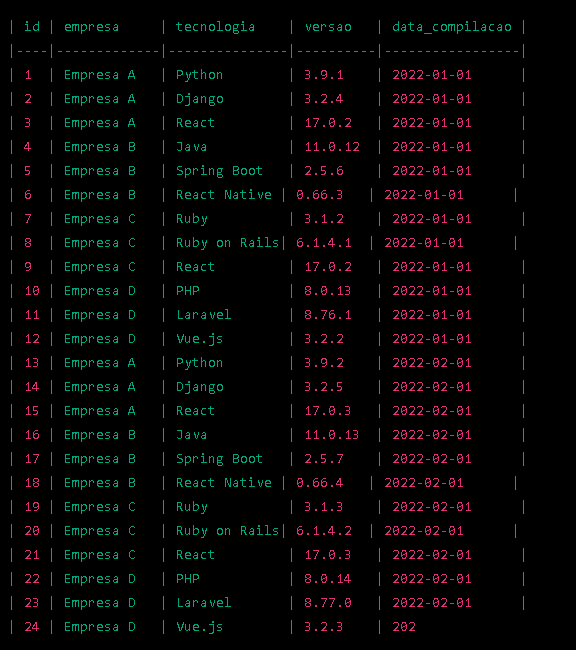 | id | empresa | tecnologia | versao | data_compilacao |
|----|-------------|---------------|----------|-----------------|
| 1 | Empresa A | Python | 3.9.1 | 2022-01-01 |
| 2 | Empresa A | Django | 3.2.4 | 2022-01-01 |
| 3 | Empresa A | React | 17.0.2 | 2022-01-01 |
| 4 | Empresa B | Java | 11.0.12 | 2022-01-01 |
| 5 | Empresa B | Spring Boot | 2.5.6 | 2022-01-01 |
| 6 | Empresa B | React Native | 0.66.3 | 2022-01-01 |
| 7 | Empresa C | Ruby | 3.1.2 | 2022-01-01 |
| 8 | Empresa C | Ruby on Rails| 6.1.4.1 | 2022-01-01 |
| 9 | Empresa C | React | 17.0.2 | 2022-01-01 |
| 10 | Empresa D | PHP | 8.0.13 | 2022-01-01 |
| 11 | Empresa D | Laravel | 8.76.1 | 2022-01-01 |
| 12 | Empresa D | Vue.js | 3.2.2 | 2022-01-01 |
| 13 | Empresa A | Python | 3.9.2 | 2022-02-01 |
| 14 | Empresa A | Django | 3.2.5 | 2022-02-01 |
| 15 | Empresa A | React | 17.0.3 | 2022-02-01 |
| 16 | Empresa B | Java | 11.0.13 | 2022-02-01 |
| 17 | Empresa B | Spring Boot | 2.5.7 | 2022-02-01 |
| 18 | Empresa B | React Native | 0.66.4 | 2022-02-01 |
| 19 | Empresa C | Ruby | 3.1.3 | 2022-02-01 |
| 20 | Empresa C | Ruby on Rails| 6.1.4.2 | 2022-02-01 |
| 21 | Empresa C | React | 17.0.3 | 2022-02-01 |
| 22 | Empresa D | PHP | 8.0.14 | 2022-02-01 |
| 23 | Empresa D | Laravel | 8.77.0 | 2022-02-01 |
| 24 | Empresa D | Vue.js | 3.2.3 | 202